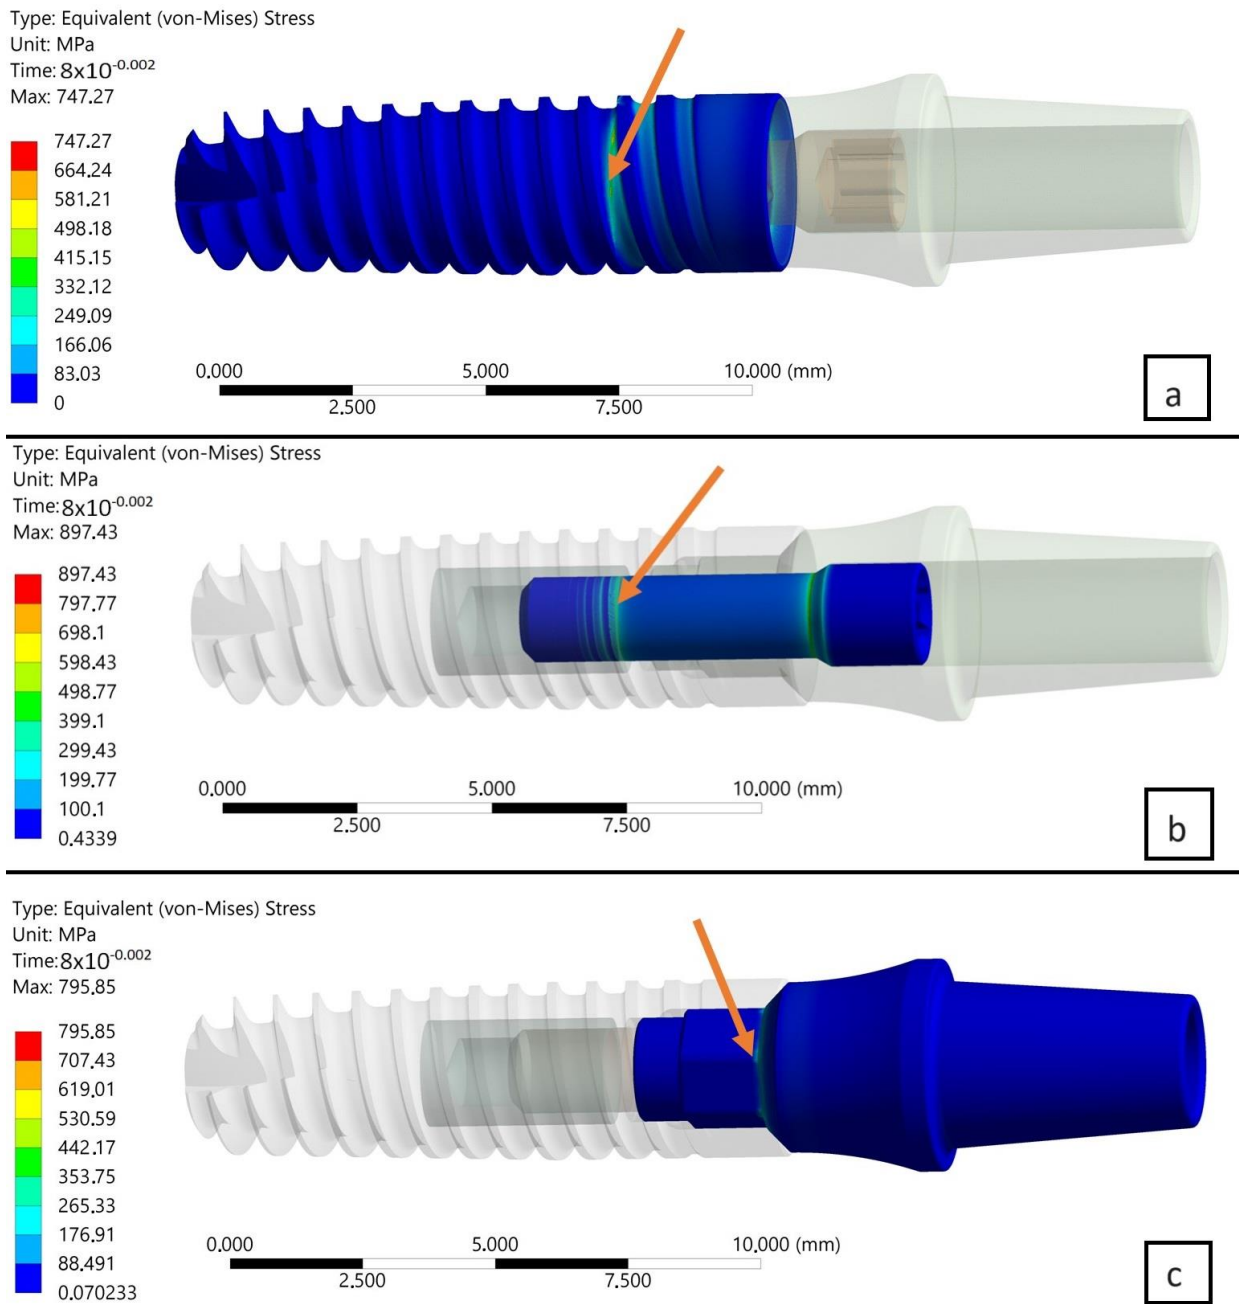 Type: Equivalent (von-Mises) Stress
Unit: MPa
Time: 8x10^-0.002
Max: 747.27
747.27
664.24
581.21
498.18
415.15
332.12
249.09
166.06
83.03
0
0.000 5.000 10.000 (mm)
2.500 7.500
a
Type: Equivalent (von-Mises) Stress
Unit: MPa
Time: 8x10^-0.002
Max: 897.43
897.43
797.77
698.1
598.43
498.77
399.1
299.43
199.77
100.1
0.4339
0.000 5.000 10.000 (mm)
2.500 7.500
b
Type: Equivalent (von-Mises) Stress
Unit: MPa
Time: 8x10^-0.002
Max: 795.85
795.85
707.43
619.01
530.59
442.17
353.75
265.33
176.91
88.491
0.070233
0.000 5.000 10.000 (mm)
2.500 7.500
c